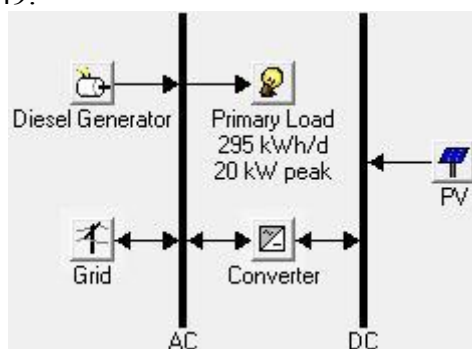 Diesel Generator
Primary Load
295 kWh/d
20 kW peak
PV
Grid
Converter
AC
DC